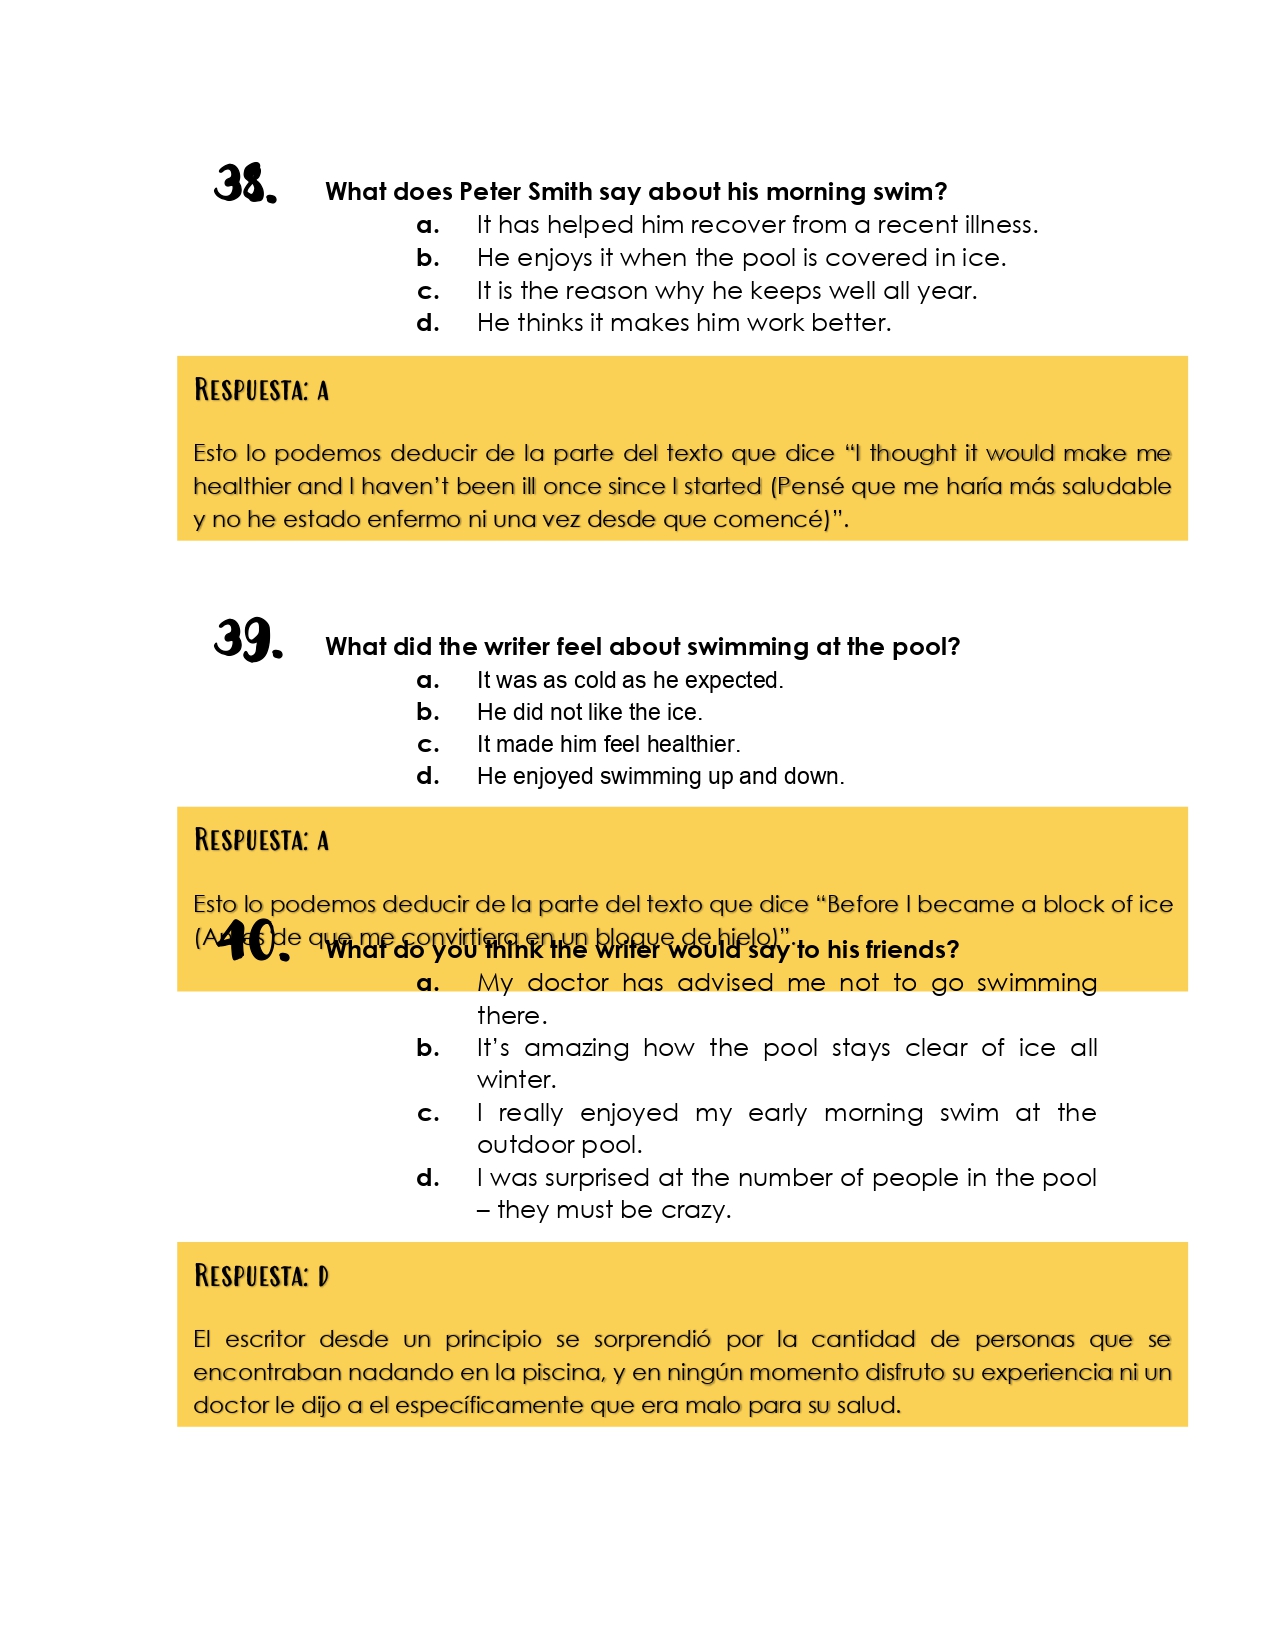 38. What does Peter Smith say about his morning swim?
a. It has helped him recover from a recent illness.
b. He enjoys it when the pool is covered in ice.
c. It is the reason why he keeps well all year.
d. He thinks it makes him work better.
Respuesta: a
Esto lo podemos deducir de la parte del texto que dice “I thought it would make me
healthier and I haven’t been ill once since I started (Pensé que me haría más saludable
y no he estado enfermo ni una vez desde que comencé)”.
39. What did the writer feel about swimming at the pool?
a. It was as cold as he expected.
b. He did not like the ice.
c. It made him feel healthier.
d. He enjoyed swimming up and down.
Respuesta: a
Esto lo podemos deducir de la parte del texto que dice “Before I became a block of ice
(Antes de que me convirtiera en un bloque de hielo)”.
40. What do you think the writer would say to his friends?
a. My doctor has advised me not to go swimming
there.
b. It’s amazing how the pool stays clear of ice all
winter.
c. I really enjoyed my early morning swim at the
outdoor pool.
d. I was surprised at the number of people in the pool
– they must be crazy.
Respuesta: d
El escritor desde un principio se sorprendió por la cantidad de personas que se
encontraban nadando en la piscina, y en ningún momento disfruto su experiencia ni un
doctor le dijo a el específicamente que era malo para su salud.